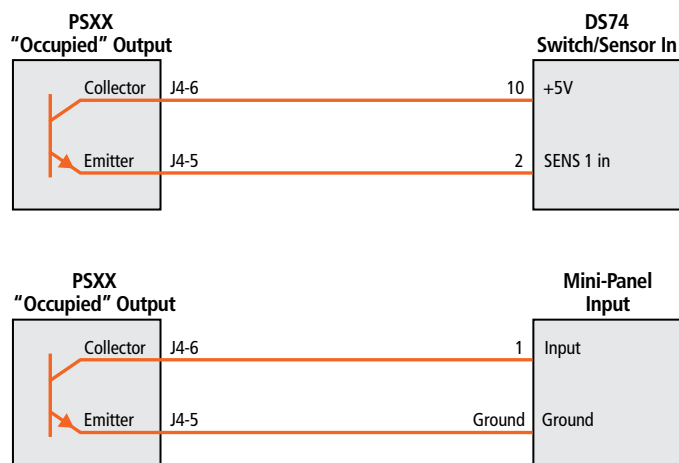 PSXX
"Occupied" Output
DS74
Switch/Sensor In
Collector J4-6 10 +5V
Emitter J4-5 2 SENS 1 in
PSXX
"Occupied" Output
Mini-Panel
Input
Collector J4-6 1 Input
Emitter J4-5 Ground Ground